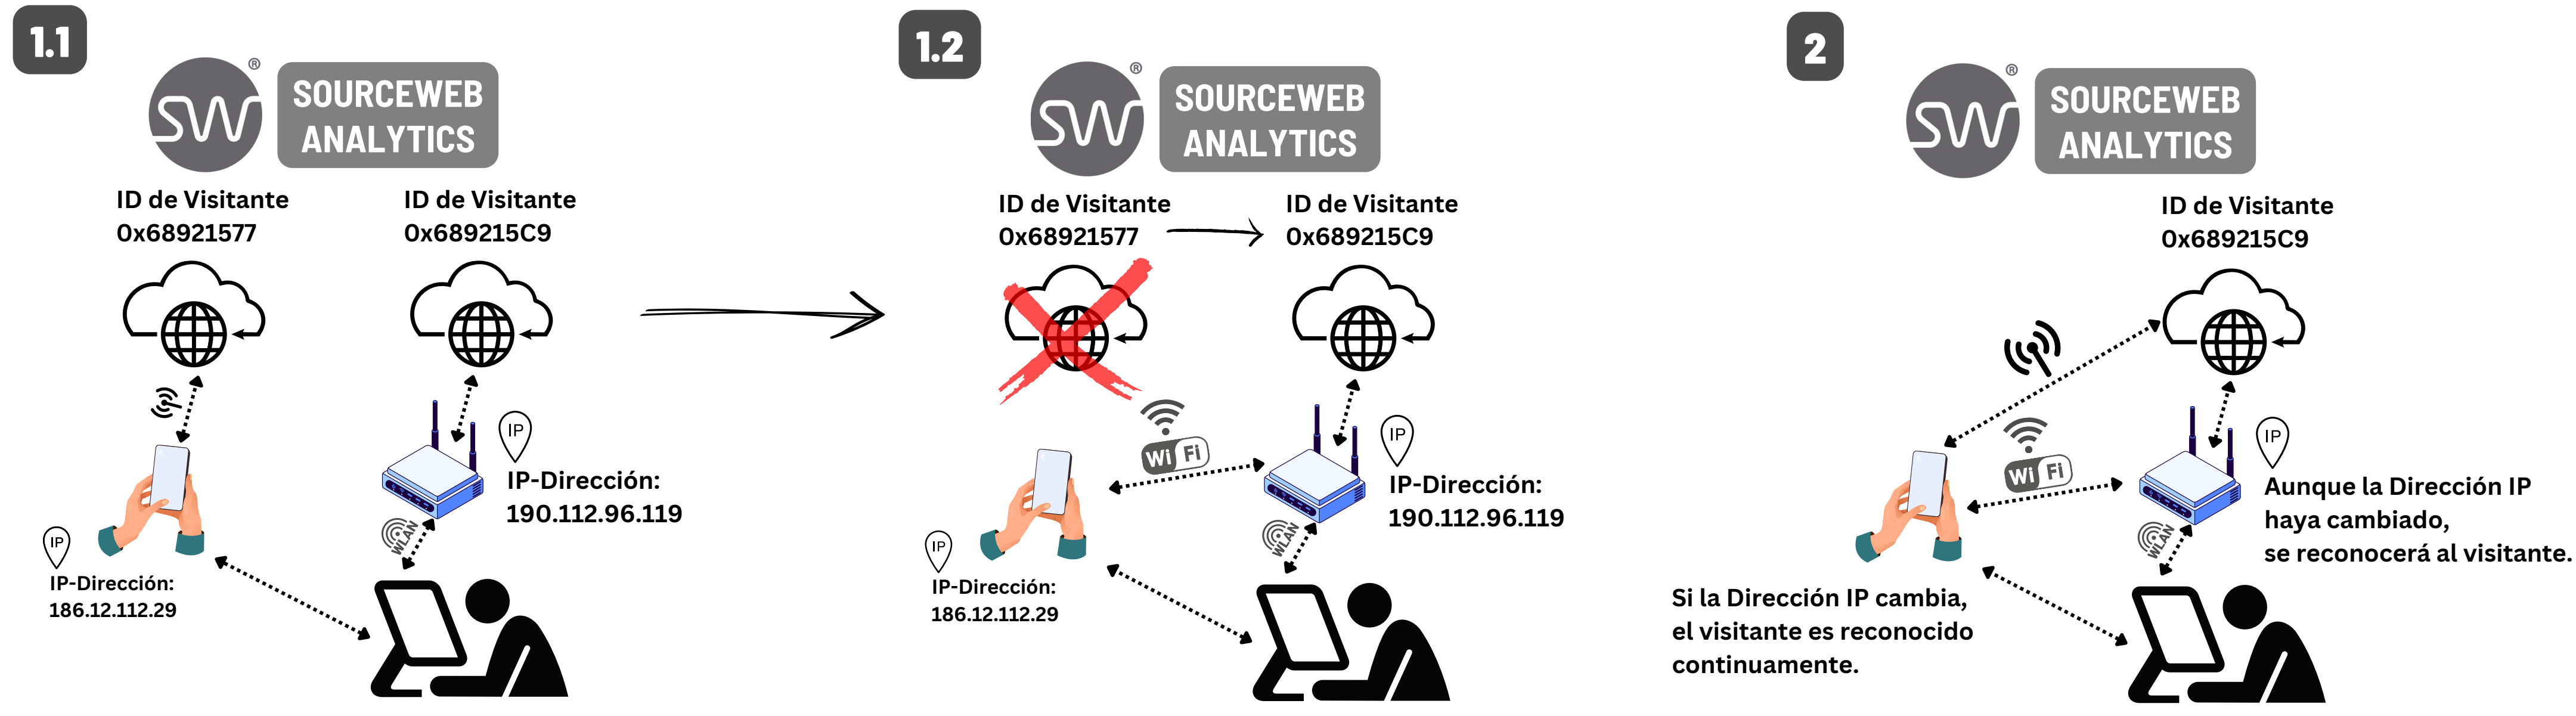 1.1
SW®
SOURCEWEB
ANALYTICS
ID de Visitante
0x68921577
ID de Visitante
0x689215C9
IP
IP-Dirección:
190.112.96.119
WLAN
IP
IP-Dirección:
186.12.112.29
1.2
SW®
SOURCEWEB
ANALYTICS
ID de Visitante
0x68921577
ID de Visitante
0x689215C9
Wi Fi
IP
IP-Dirección:
190.112.96.119
WLAN
IP
IP-Dirección:
186.12.112.29
2
SW®
SOURCEWEB
ANALYTICS
ID de Visitante
0x689215C9
Wi Fi
IP
Aunque la Dirección IP
haya cambiado,
se reconocerá al visitante.
WLAN
Si la Dirección IP cambia,
el visitante es reconocido
continuamente.